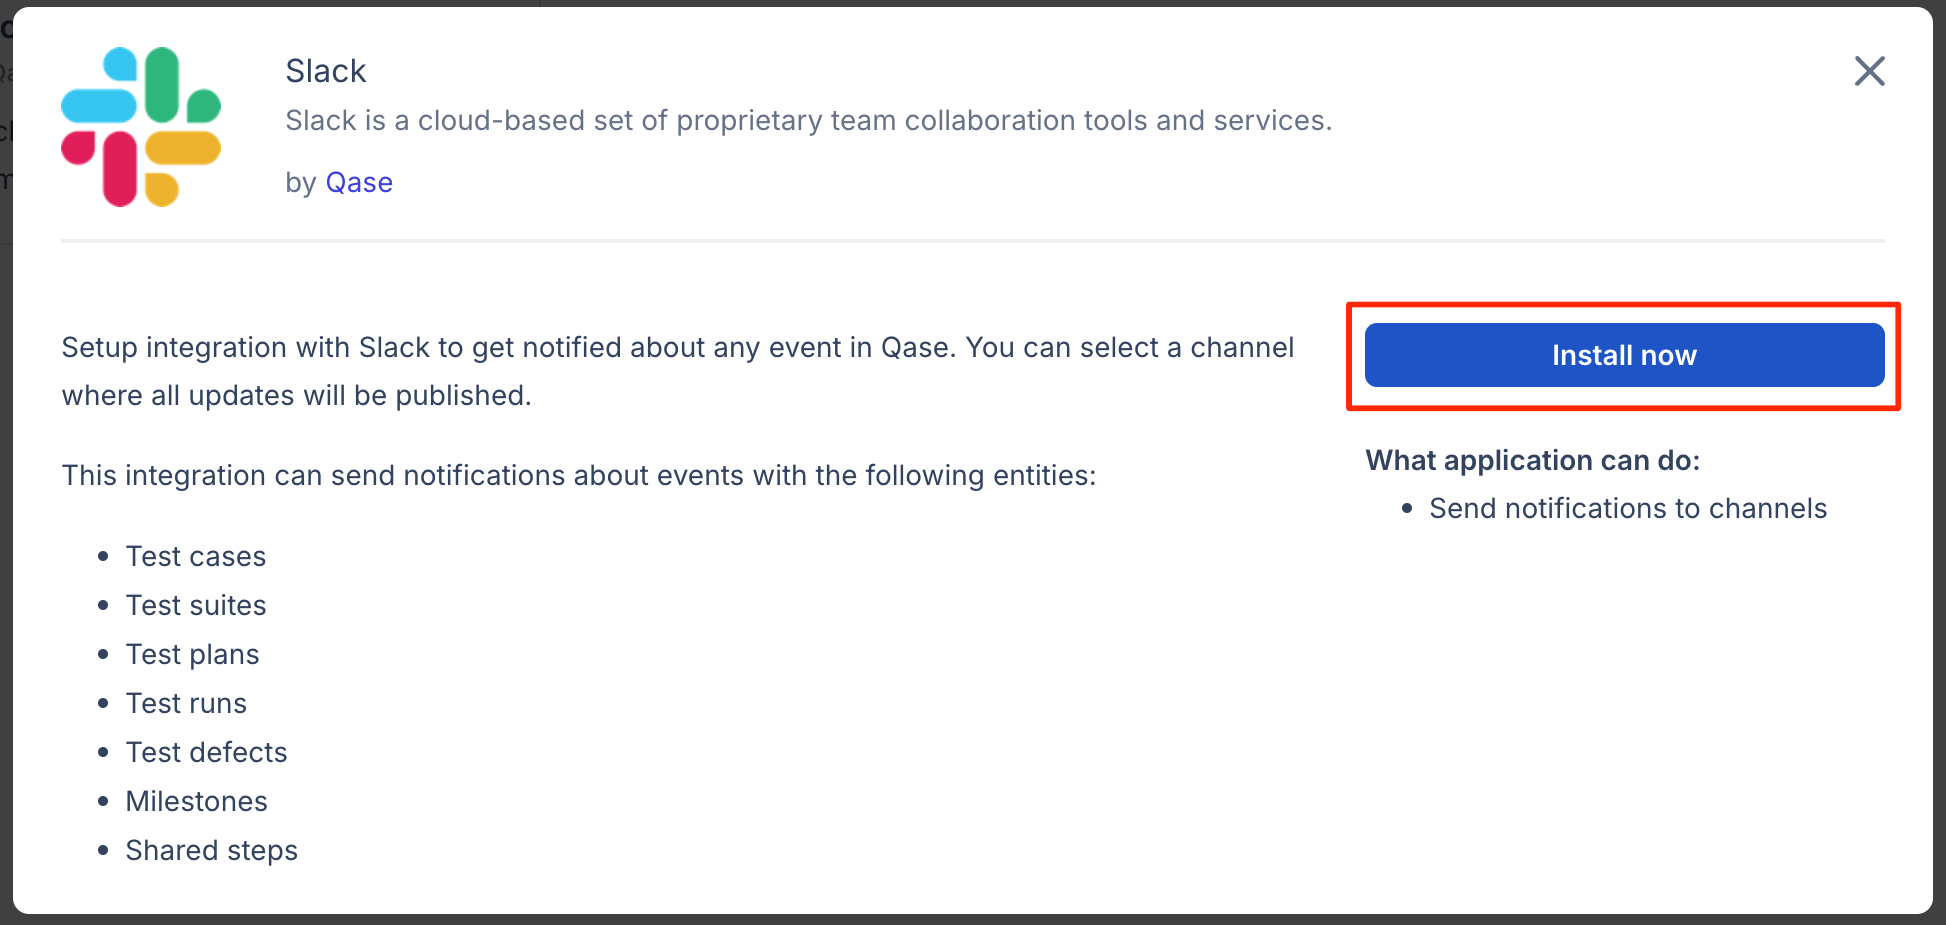 Slack
Slack is a cloud-based set of proprietary team collaboration tools and services.
by Qase
Setup integration with Slack to get notified about any event in Qase. You can select a channel
where all updates will be published.
This integration can send notifications about events with the following entities:
• Test cases
• Test suites
• Test plans
• Test runs
• Test defects
• Milestones
• Shared steps
Install now
What application can do:
• Send notifications to channels